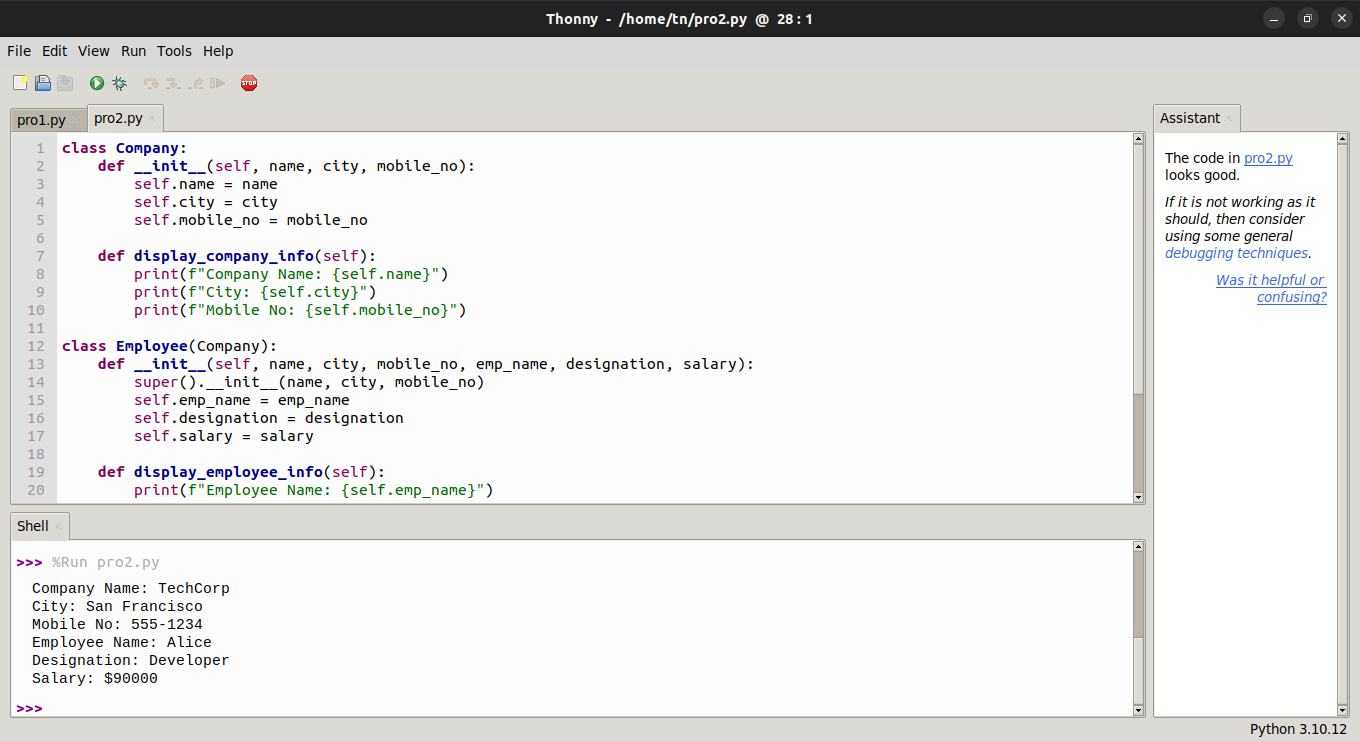 Thonny - /home/tn/pro2.py @ 28:1
File Edit View Run Tools Help
STOP
pro1.py
pro2.py
1 class Company:
2     def __init__(self, name, city, mobile_no):
3         self.name = name
4         self.city = city
5         self.mobile_no = mobile_no
6
7     def display_company_info(self):
8         print(f"Company Name: {self.name}")
9         print(f"City: {self.city}")
10         print(f"Mobile No: {self.mobile_no}")
11
12 class Employee(Company):
13     def __init__(self, name, city, mobile_no, emp_name, designation, salary):
14         super().__init__(name, city, mobile_no)
15         self.emp_name = emp_name
16         self.designation = designation
17         self.salary = salary
18
19     def display_employee_info(self):
20         print(f"Employee Name: {self.emp_name}")
Shell
>>> %Run pro2.py
Company Name: TechCorp
City: San Francisco
Mobile No: 555-1234
Employee Name: Alice
Designation: Developer
Salary: $90000
>>>
Assistant
The code in pro2.py
looks good.
If it is not working as it
should, then consider
using some general
debugging techniques.
Was it helpful or
confusing?
Python 3.10.12